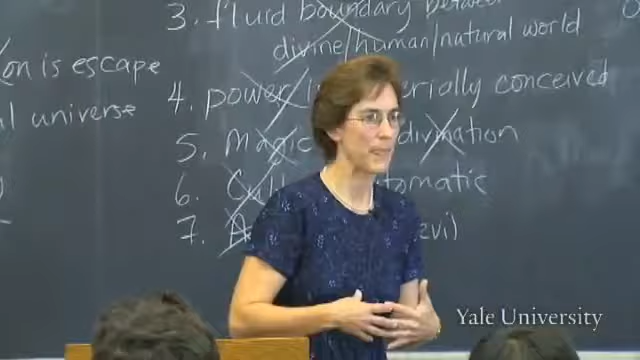 3. fluid boundary between
divine/human/natural world
on is escape
4. power materially conceived
al universe
5. Magic divination
6. automatic
7. evil
Yale University